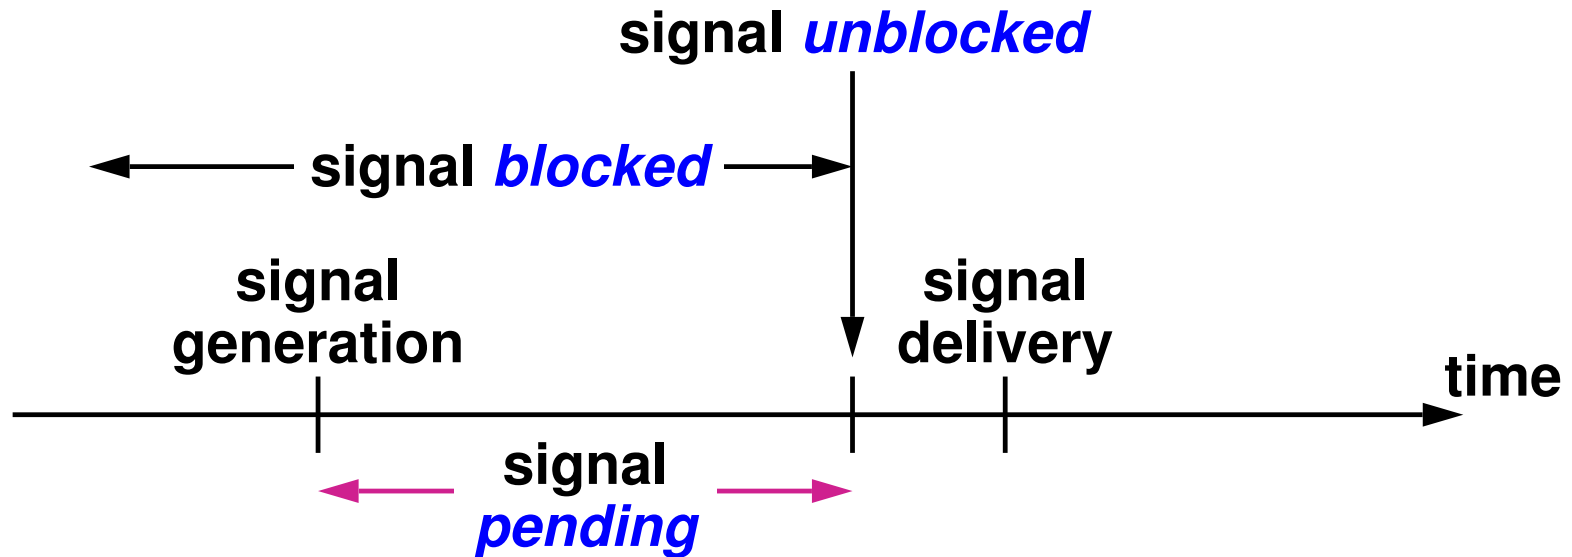 signal unblocked
signal blocked
signal
generation
signal
delivery
time
signal
pending